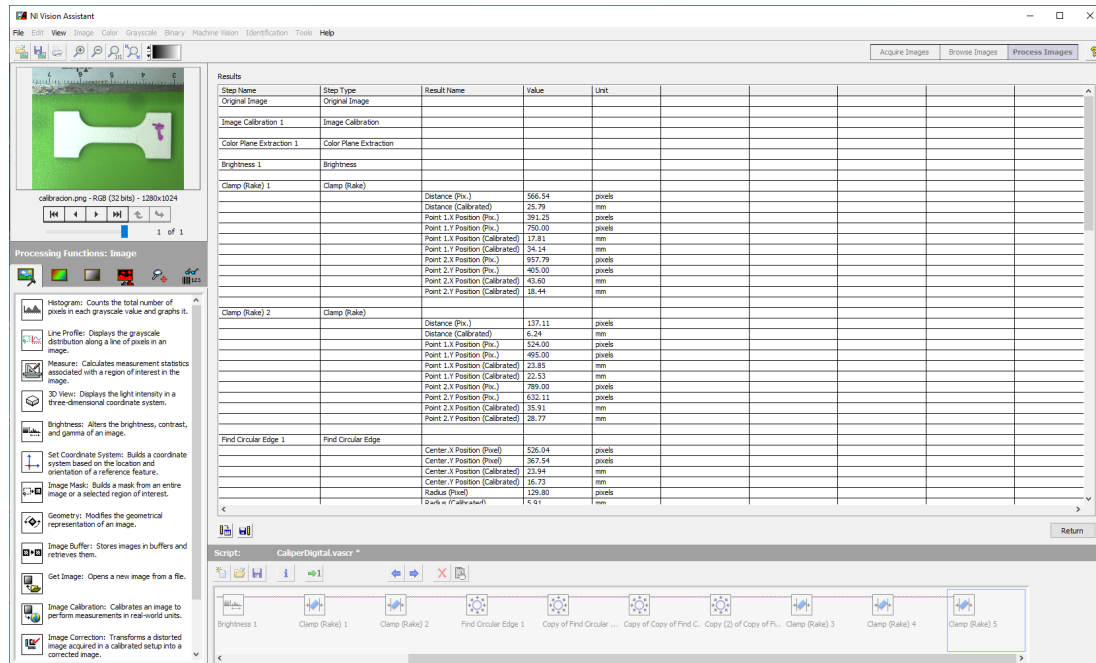 NI Vision Assistant
File Edit View Image Color Grayscale Binary Machine Vision Identification Tools Help
Acquire Images Browse Images Process Images
calibracion.png - RGB (32 bits) - 1280x1024
1 of 1
Processing Functions: Image
Histogram: Counts the total number of
pixels in each grayscale value and graphs it.
Line Profile: Displays the grayscale
distribution along a line of pixels in an
image.
Measure: Calculates measurement statistics
associated with a region of interest in the
image.
3D View: Displays the light intensity in a
three-dimensional coordinate system.
Brightness: Alters the brightness, contrast,
and gamma of an image.
Set Coordinate System: Builds a coordinate
system based on the location and
orientation of a reference feature.
Image Mask: Builds a mask from an entire
image or a selected region of interest.
Geometry: Modifies the geometrical
representation of an image.
Image Buffer: Stores images in buffers and
retrieves them.
Get Image: Opens a new image from a file.
Image Calibration: Calibrates an image to
perform measurements in real-world units.
Image Correction: Transforms a distorted
image acquired in a calibrated setup into a
corrected image.
Results
Step Name Step Type Result Name Value Unit
Original Image Original Image
Image Calibration 1 Image Calibration
Color Plane Extraction 1 Color Plane Extraction
Brightness 1 Brightness
Clamp (Rake) 1 Clamp (Rake)
Distance (Pix.) 566.54 pixels
Distance (Calibrated) 25.79 mm
Point 1.X Position (Pix.) 391.25 pixels
Point 1.Y Position (Pix.) 750.00 pixels
Point 1.X Position (Calibrated) 17.81 mm
Point 1.Y Position (Calibrated) 34.14 mm
Point 2.X Position (Pix.) 957.79 pixels
Point 2.Y Position (Pix.) 405.00 pixels
Point 2.X Position (Calibrated) 43.60 mm
Point 2.Y Position (Calibrated) 18.44 mm
Clamp (Rake) 2 Clamp (Rake)
Distance (Pix.) 137.11 pixels
Distance (Calibrated) 6.24 mm
Point 1.X Position (Pix.) 524.00 pixels
Point 1.Y Position (Pix.) 495.00 pixels
Point 1.X Position (Calibrated) 23.85 mm
Point 1.Y Position (Calibrated) 22.53 mm
Point 2.X Position (Pix.) 789.00 pixels
Point 2.Y Position (Pix.) 632.11 pixels
Point 2.X Position (Calibrated) 35.91 mm
Point 2.Y Position (Calibrated) 28.77 mm
Find Circular Edge 1 Find Circular Edge
Center.X Position (Pixel) 526.04 pixels
Center.Y Position (Pixel) 367.54 pixels
Center.X Position (Calibrated) 23.94 mm
Center.Y Position (Calibrated) 16.73 mm
Radius (Pixel) 129.80 pixels
Radius (Calibrated) 5.91 mm
Return
Script: CaliperDigital.vascr *
Brightness 1 Clamp (Rake) 1 Clamp (Rake) 2 Find Circular Edge 1 Copy of Find Circular ... Copy of Copy of Find C. Copy (2) of Copy of Fi.. Clamp (Rake) 3 Clamp (Rake) 4 Clamp (Rake) 5